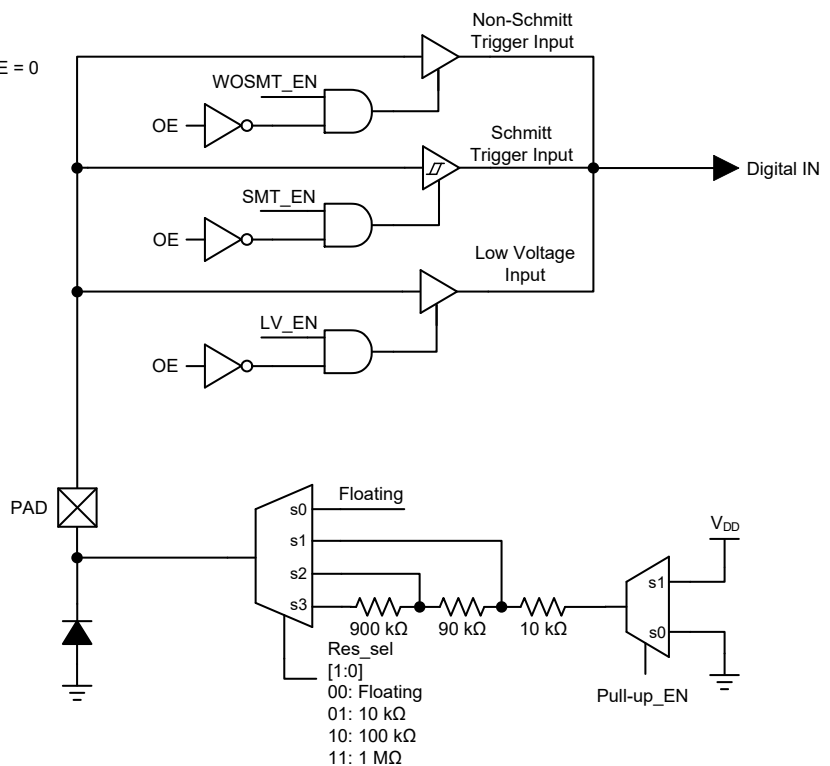 Non-Schmitt
Trigger Input
E = 0
WOSMT_EN
OE
Schmitt
Trigger Input
Digital IN
SMT_EN
OE
Low Voltage
Input
LV_EN
OE
PAD
Floating
s0
s1
s2
s3
900 kΩ
90 kΩ
10 kΩ
VDD
s1
s0
Res_sel
[1:0]
00: Floating
01: 10 kΩ
10: 100 kΩ
11: 1 MΩ
Pull-up_EN